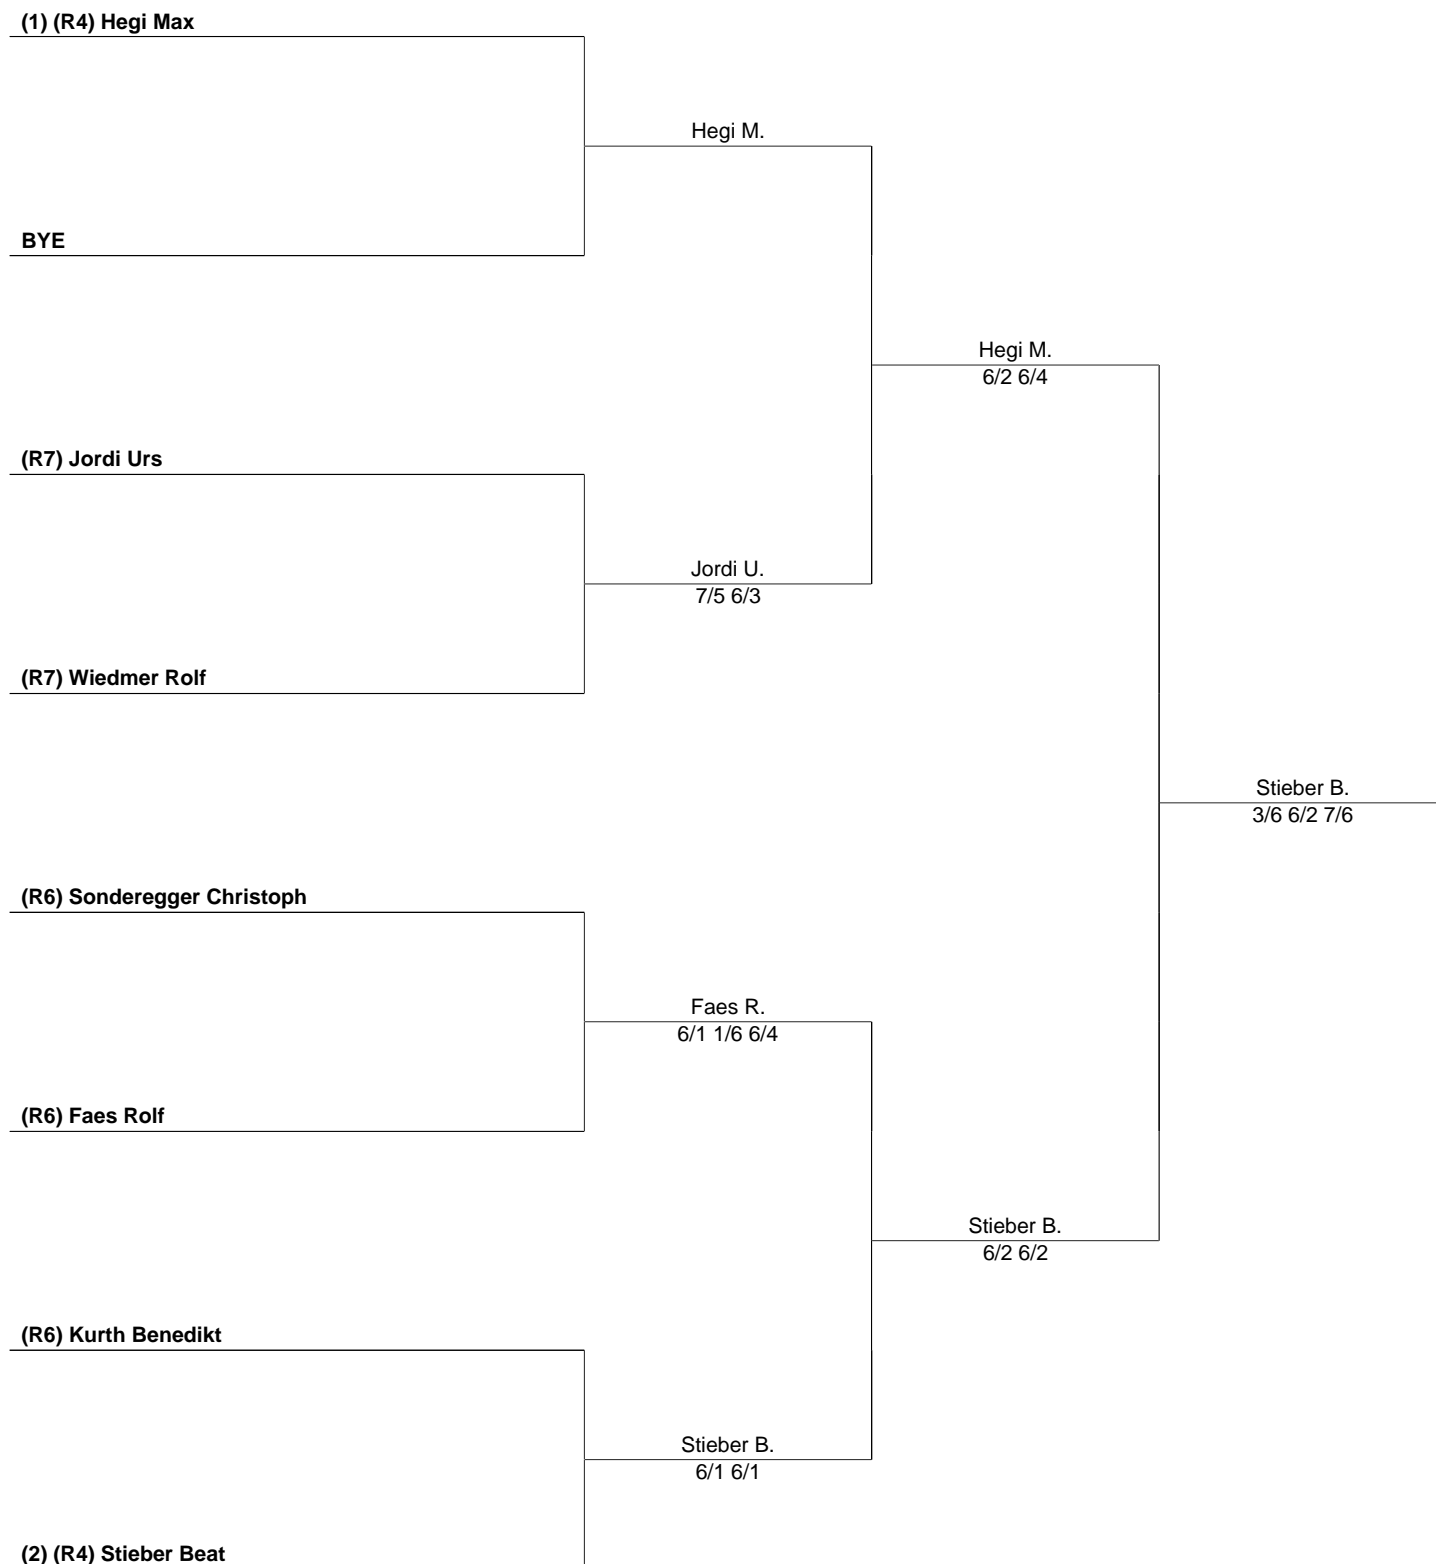 (1) (R4) Hegi Max
Hegi M.
BYE
Hegi M.
6/2 6/4
(R7) Jordi Urs
Jordi U.
7/5 6/3
(R7) Wiedmer Rolf
Stieber B.
3/6 6/2 7/6
(R6) Sonderegger Christoph
Faes R.
6/1 1/6 6/4
(R6) Faes Rolf
Stieber B.
6/2 6/2
(R6) Kurth Benedikt
Stieber B.
6/1 6/1
(2) (R4) Stieber Beat